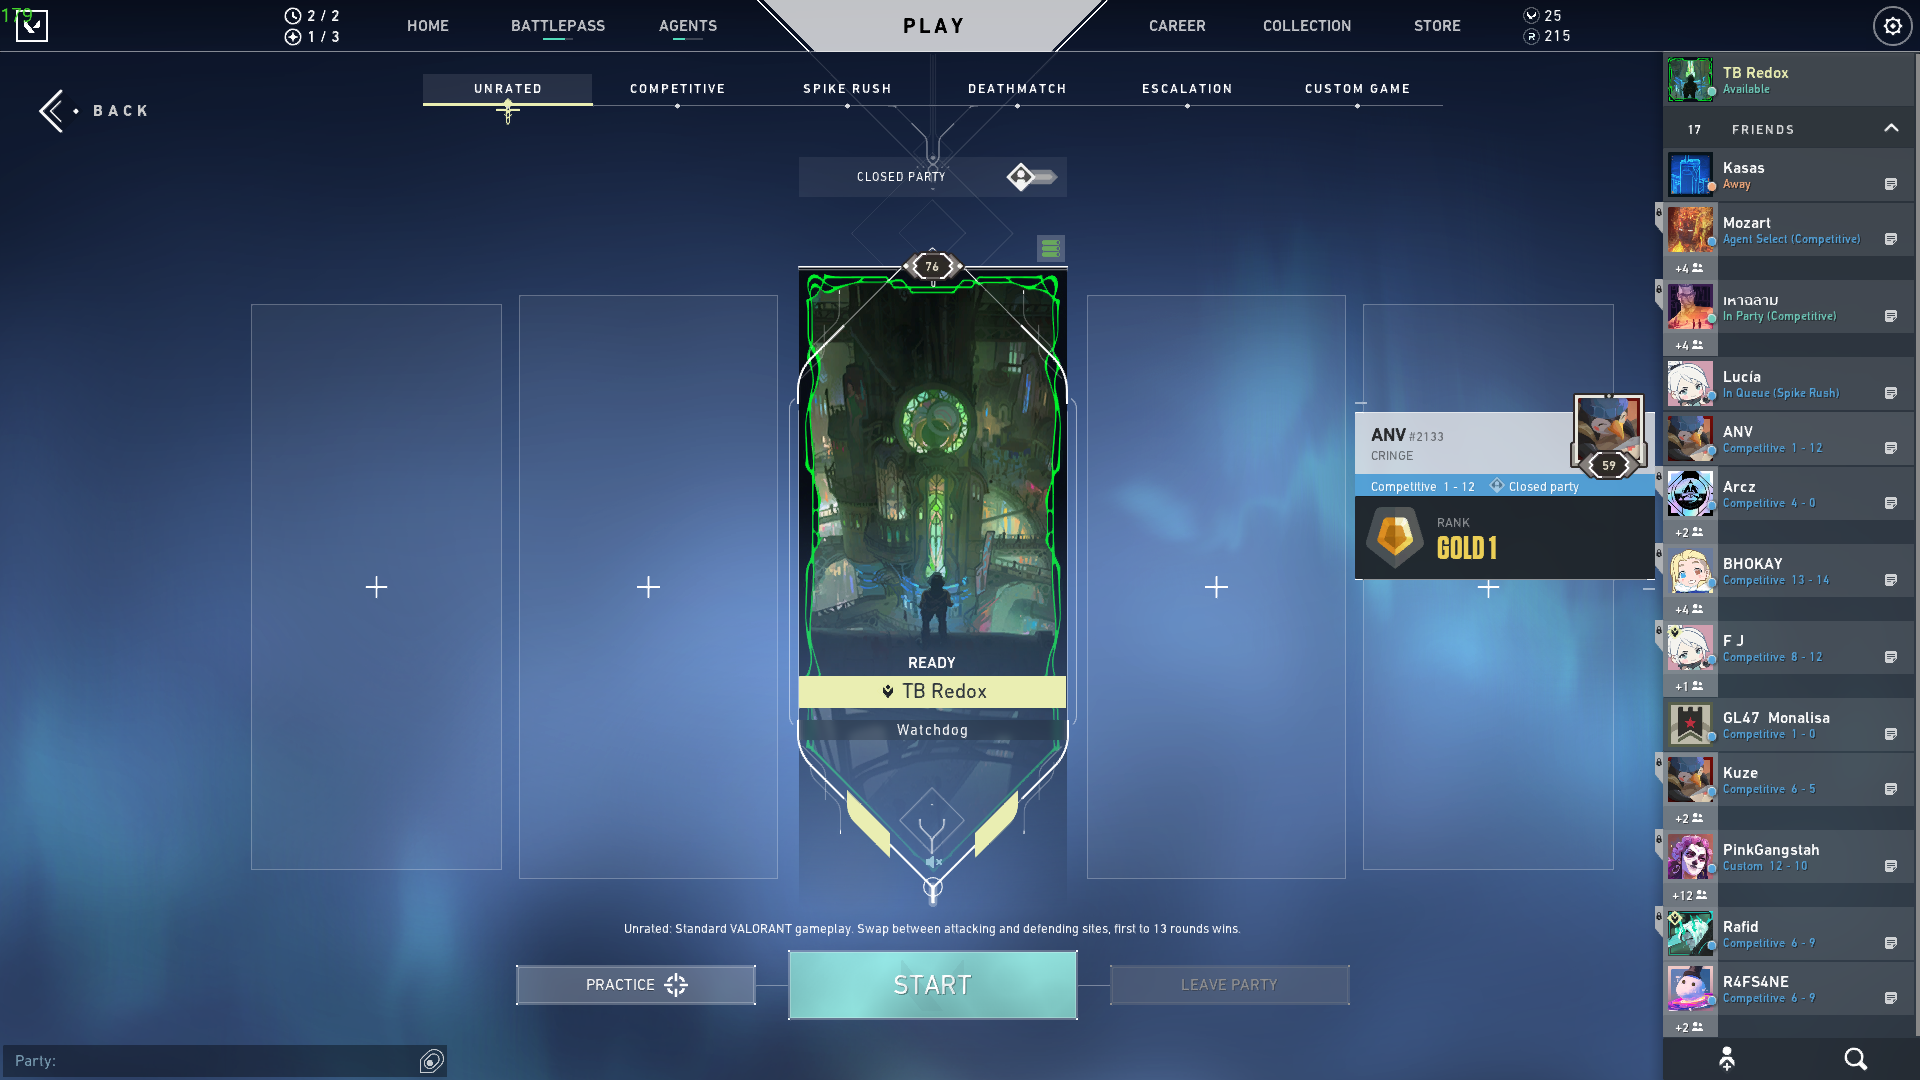 179
2 / 2
1 / 3
HOME
BATTLEPASS
AGENTS
PLAY
CAREER
COLLECTION
STORE
25
215
BACK
UNRATED
COMPETITIVE
SPIKE RUSH
DEATHMATCH
ESCALATION
CUSTOM GAME
CLOSED PARTY
76
READY
TB Redox
Watchdog
ANV #2133
CRINGE
59
Competitive 1 - 12
Closed party
RANK
GOLD 1
Unrated: Standard VALORANT gameplay. Swap between attacking and defending sites, first to 13 rounds wins.
PRACTICE
START
LEAVE PARTY
Party:
TB Redox
Available
17 FRIENDS
Kasas
Away
Mozart
Agent Select (Competitive)
+4
เหาฉลาม
In Party (Competitive)
+4
Lucía
In Queue (Spike Rush)
ANV
Competitive 1 - 12
Arcz
Competitive 4 - 0
+2
BHOKAY
Competitive 13 - 14
+4
F J
Competitive 8 - 12
+1
GL47 Monalisa
Competitive 1 - 0
Kuze
Competitive 6 - 5
+2
PinkGangstah
Custom 12 - 10
+12
Rafid
Competitive 6 - 9
R4FS4NE
Competitive 6 - 9
+2